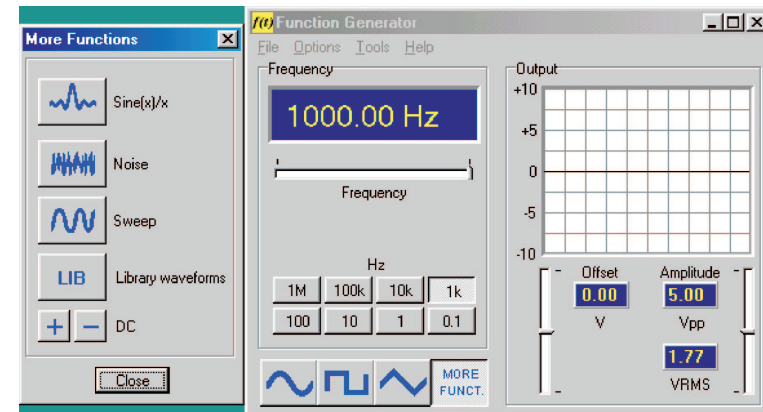 More Functions
Sine(x)/x
Noise
Sweep
LIB Library waveforms
+ - DC
Close
f(t) Function Generator
File Options Tools Help
Frequency
1000.00 Hz
Frequency
Hz
1M 100k 10k 1k
100 10 1 0.1
MORE
FUNCT.
Output
+10
+5
0
-5
-10
Offset Amplitude
0.00 5.00
V Vpp
1.77
VRMS